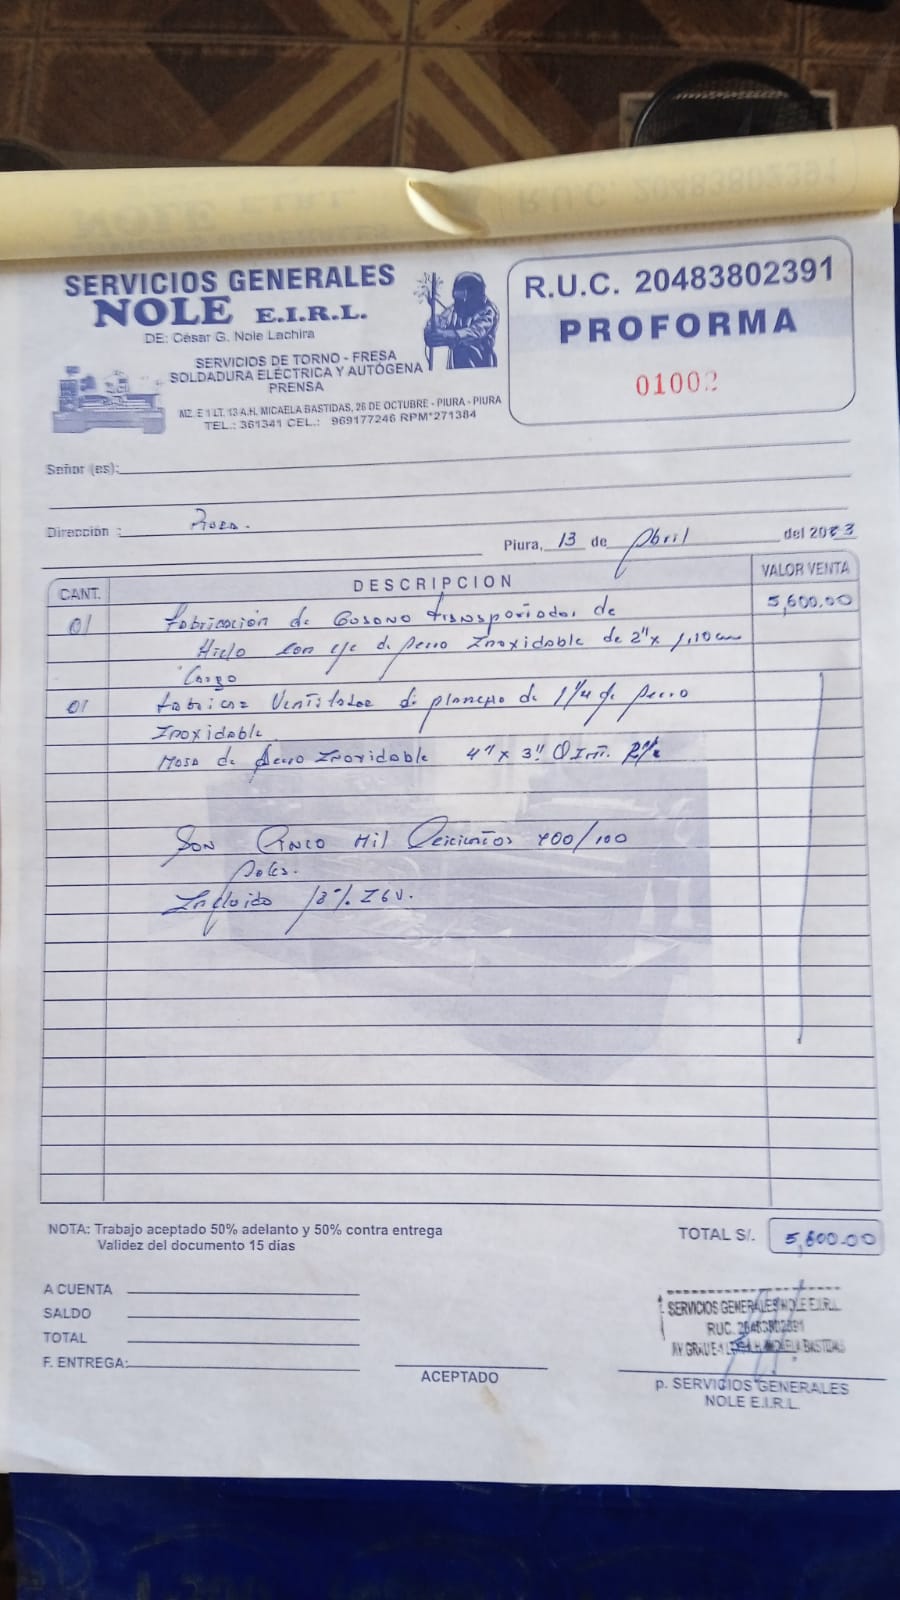 SERVICIOS GENERALES
NOLE E.I.R.L.
DE: César G. Nole Lachira
SERVICIOS DE TORNO - FRESA
SOLDADURA ELÉCTRICA Y AUTÓGENA
PRENSA
MZ. E 1 LT. 13 A.H. MICAELA BASTIDAS, 26 DE OCTUBRE - PIURA - PIURA
TEL.: 361341 CEL.: 969177246 RPM*271384
R.U.C. 20483802391
PROFORMA
01002
Señor (es):
Dirección : Piura.
Piura, 13 de Abril del 2023
CANT. DESCRIPCION VALOR VENTA
01 Fabricación de Gusano transportador de 5,600.00
Hielo con eje de fierro Inoxidable de 2" x 1,10 cm
Largo
01 Fabricar Ventilador de plancha de 1/4 de fierro
Inoxidable
de fierro Inoxidable 4" x 3"
Son Cinco Mil 00/100
Soles.
Incluido 18% IGV.
NOTA: Trabajo aceptado 50% adelanto y 50% contra entrega
Validez del documento 15 dias
TOTAL S/. 5,600.00
A CUENTA
SALDO
TOTAL
F. ENTREGA:
ACEPTADO
SERVICIOS GENERALES NOLE E.I.R.L.
RUC. 20483802391
BASTIDAS
p. SERVICIOS GENERALES
NOLE E.I.R.L.